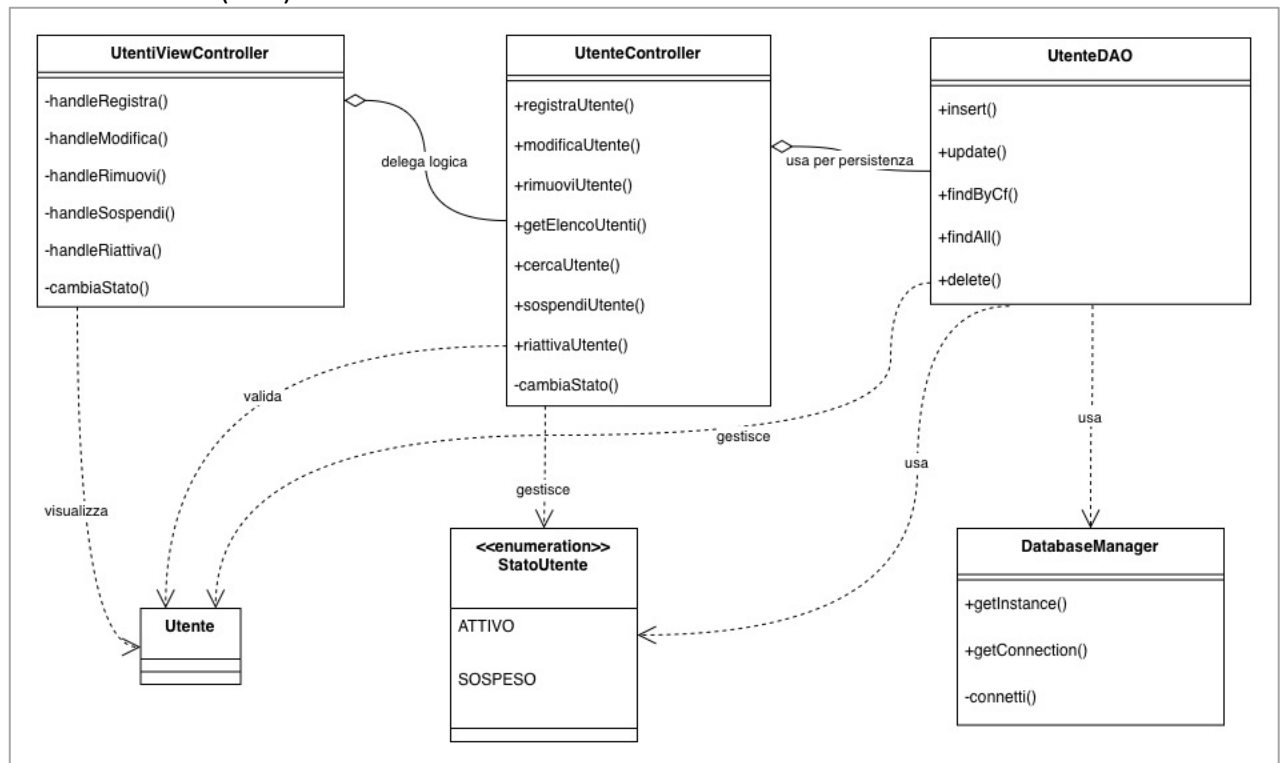 UtentiViewController
-handleRegistra()
-handleModifica()
-handleRimuovi()
-handleSospendi()
-handleRiattiva()
-cambiaStato()
delega logica
UtenteController
+registraUtente()
+modificaUtente()
+rimuoviUtente()
+getElencoUtenti()
+cercaUtente()
+sospendiUtente()
+riattivaUtente()
-cambiaStato()
usa per persistenza
UtenteDAO
+insert()
+update()
+findByCf()
+findAll()
+delete()
valida
gestisce
usa
usa
visualizza
gestisce
Utente
<<enumeration>>
StatoUtente
ATTIVO
SOSPESO
DatabaseManager
+getInstance()
+getConnection()
-connetti()